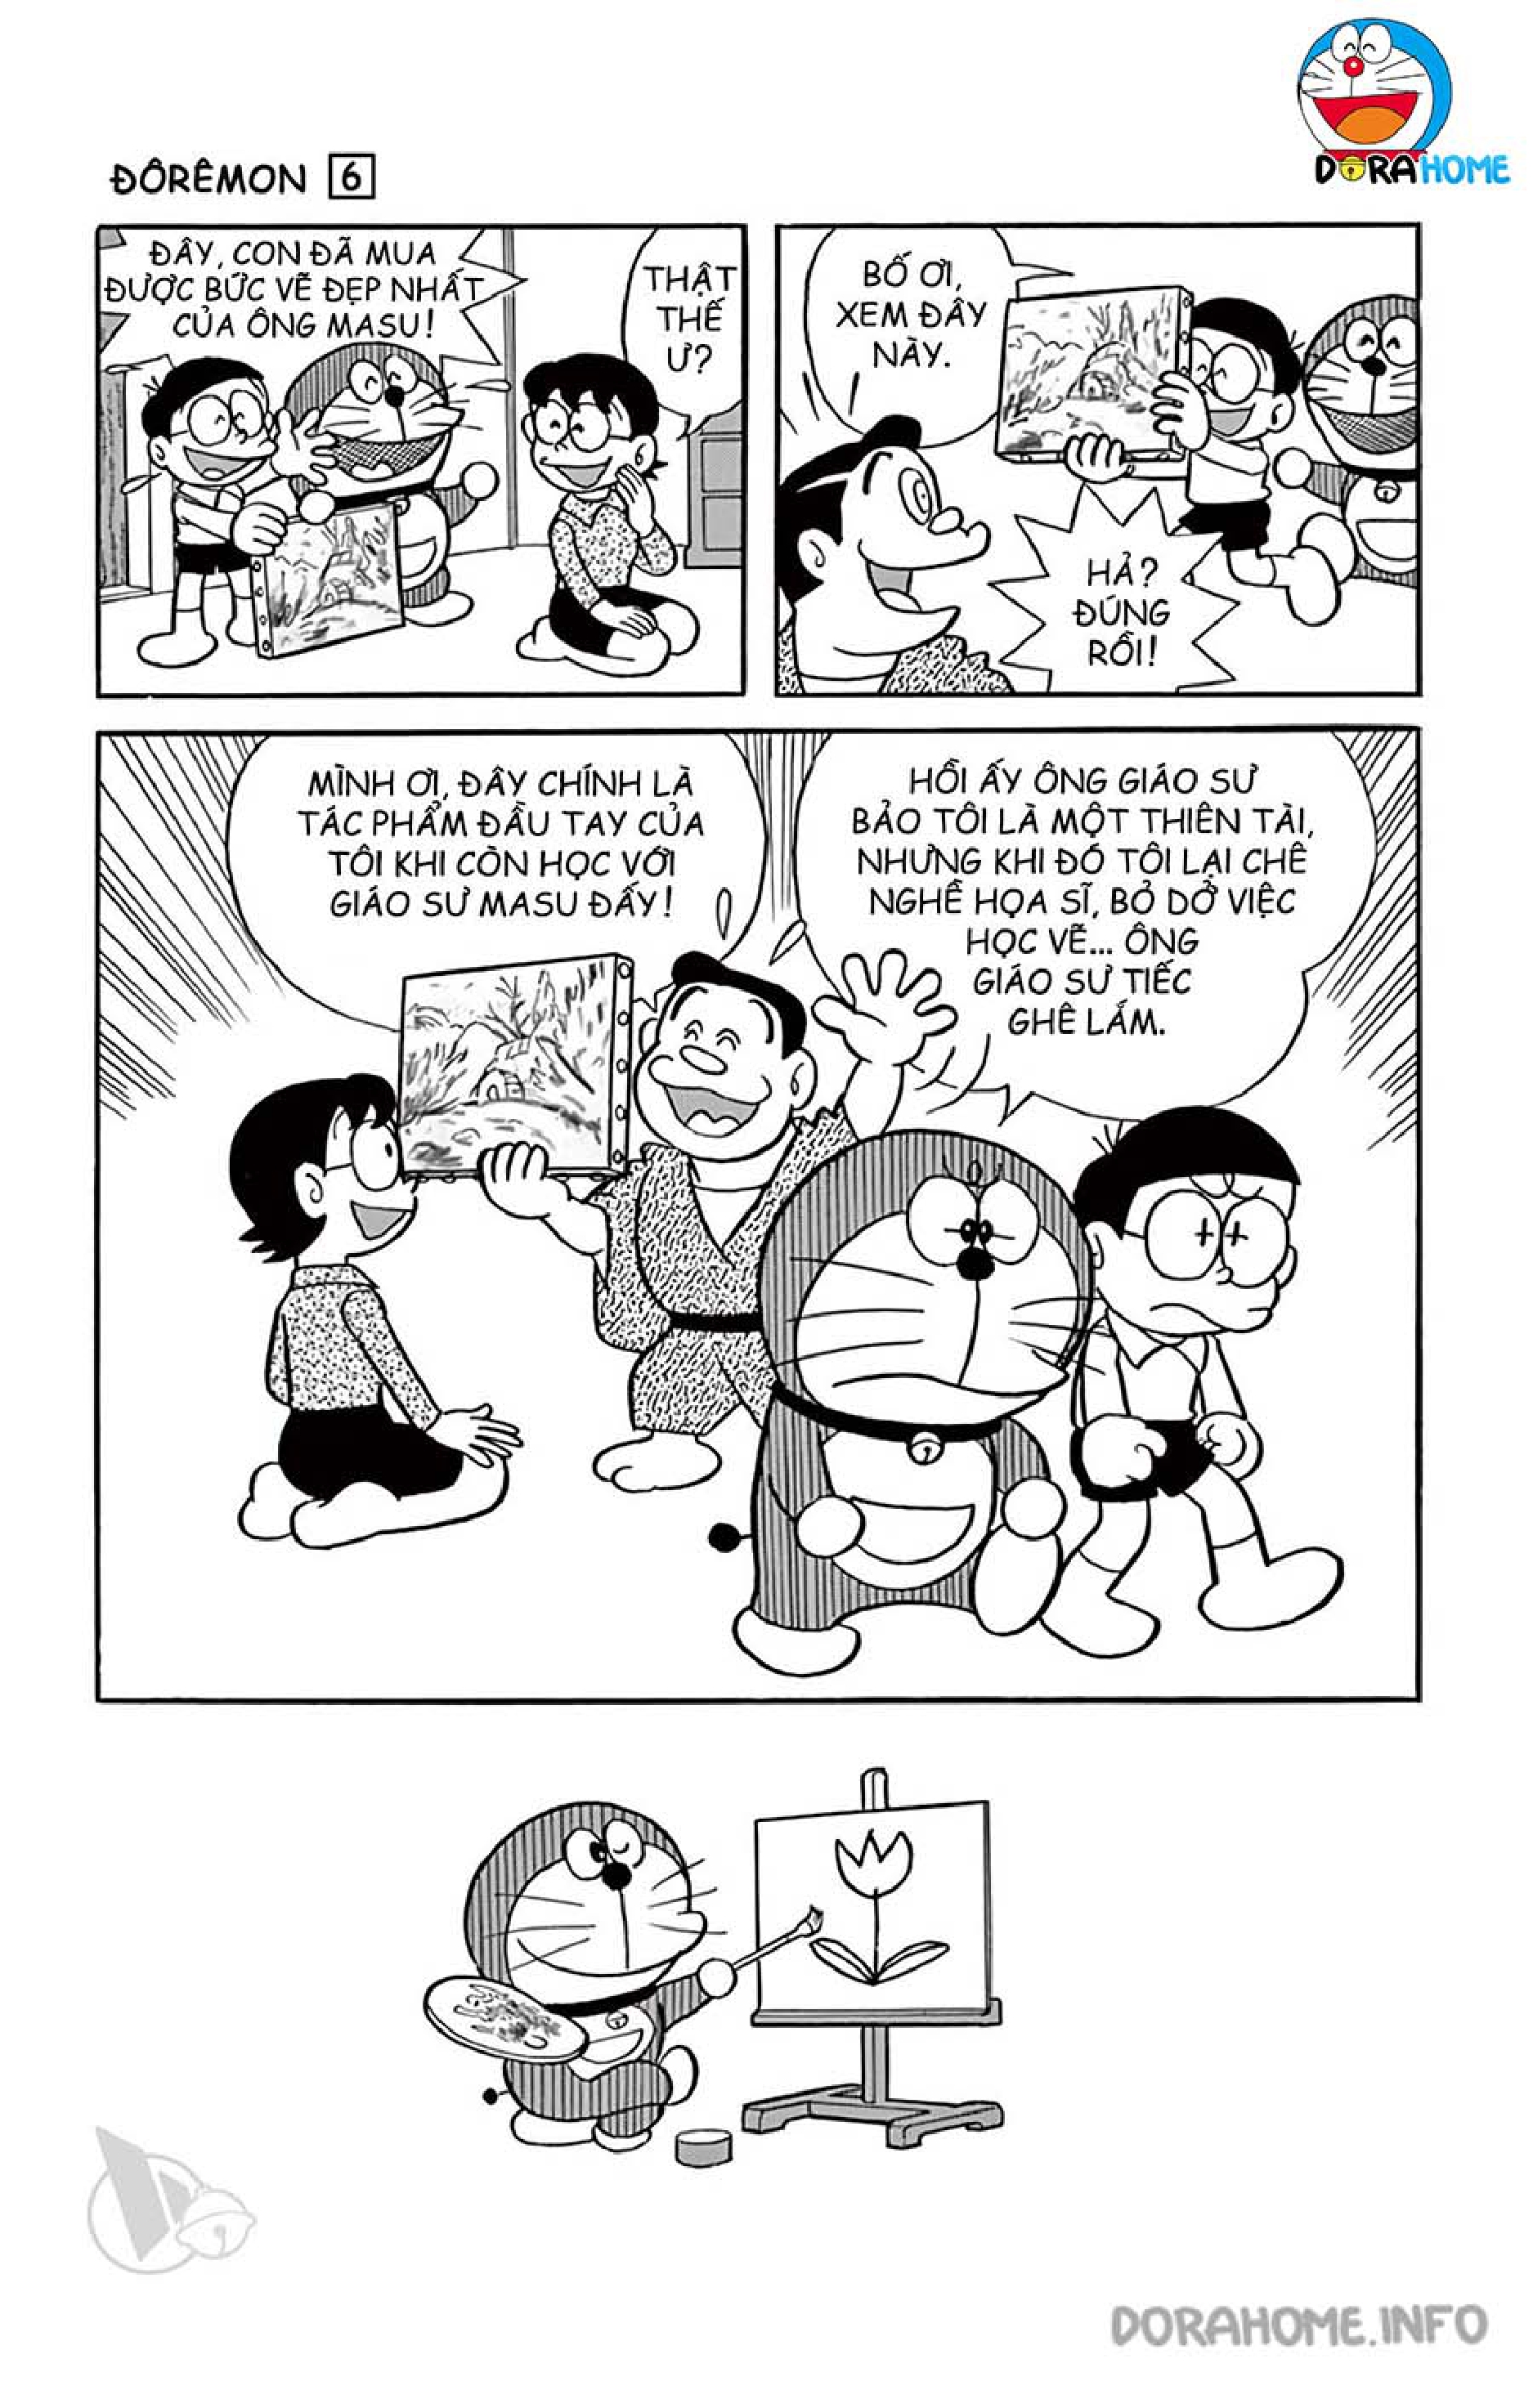 DORAHOME
ĐÔRÊMON 6
ĐÂY, CON ĐÃ MUA
ĐƯỢC BỨC VẼ ĐẸP NHẤT
CỦA ÔNG MASU!
THẬT
THẾ
Ư?
BỐ ƠI,
XEM ĐÂY
NÀY.
HẢ?
ĐÚNG
RỒI!
MÌNH ƠI, ĐÂY CHÍNH LÀ
TÁC PHẨM ĐẦU TAY CỦA
TÔI KHI CÒN HỌC VỚI
GIÁO SƯ MASU ĐẤY!
HỒI ẤY ÔNG GIÁO SƯ
BẢO TÔI LÀ MỘT THIÊN TÀI,
NHƯNG KHI ĐÓ TÔI LẠI CHÊ
NGHỀ HỌA SĨ, BỎ DỞ VIỆC
HỌC VẼ... ÔNG
GIÁO SƯ TIẾC
GHÊ LẮM.
DORAHOME.INFO